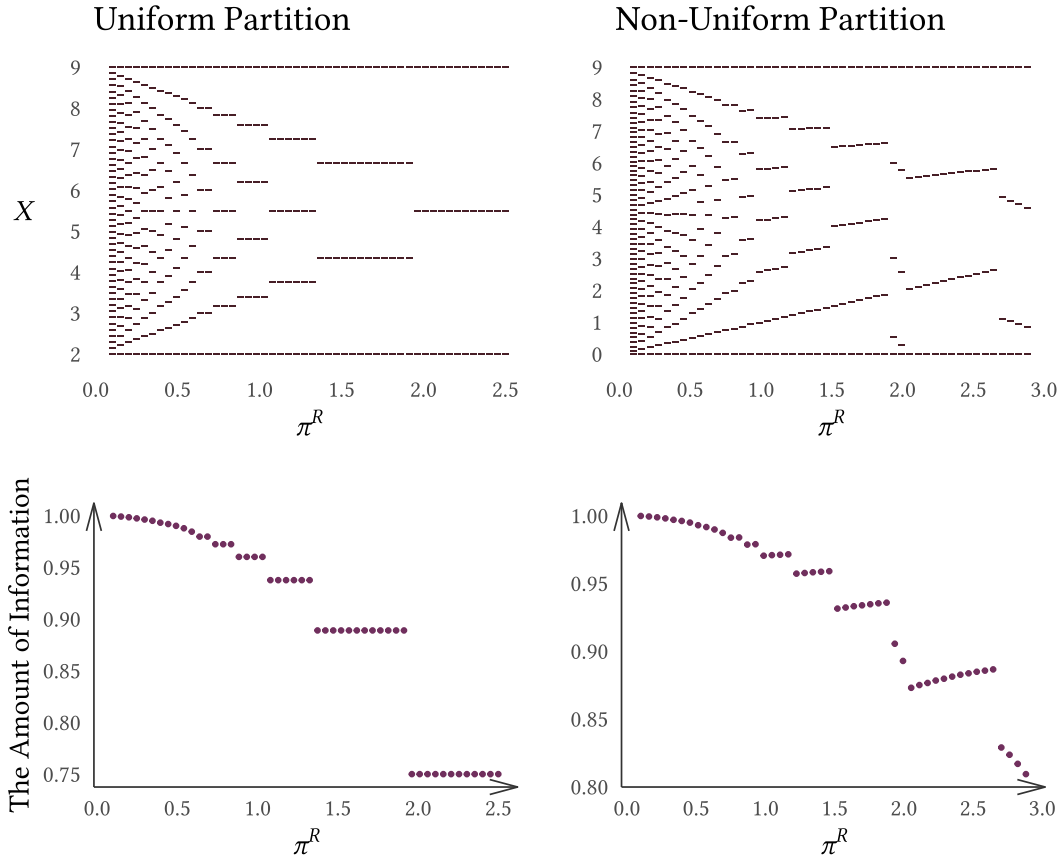 Uniform Partition
9
8
7
6
5
4
3
2
X
0.0 0.5 1.0 1.5 2.0 2.5
π^R
Non-Uniform Partition
9
8
7
6
5
4
3
2
1
0
0.0 0.5 1.0 1.5 2.0 2.5 3.0
π^R
The Amount of Information
1.00
0.95
0.90
0.85
0.80
0.75
0.0 0.5 1.0 1.5 2.0 2.5
π^R
1.00
0.95
0.90
0.85
0.80
0.0 0.5 1.0 1.5 2.0 2.5 3.0
π^R